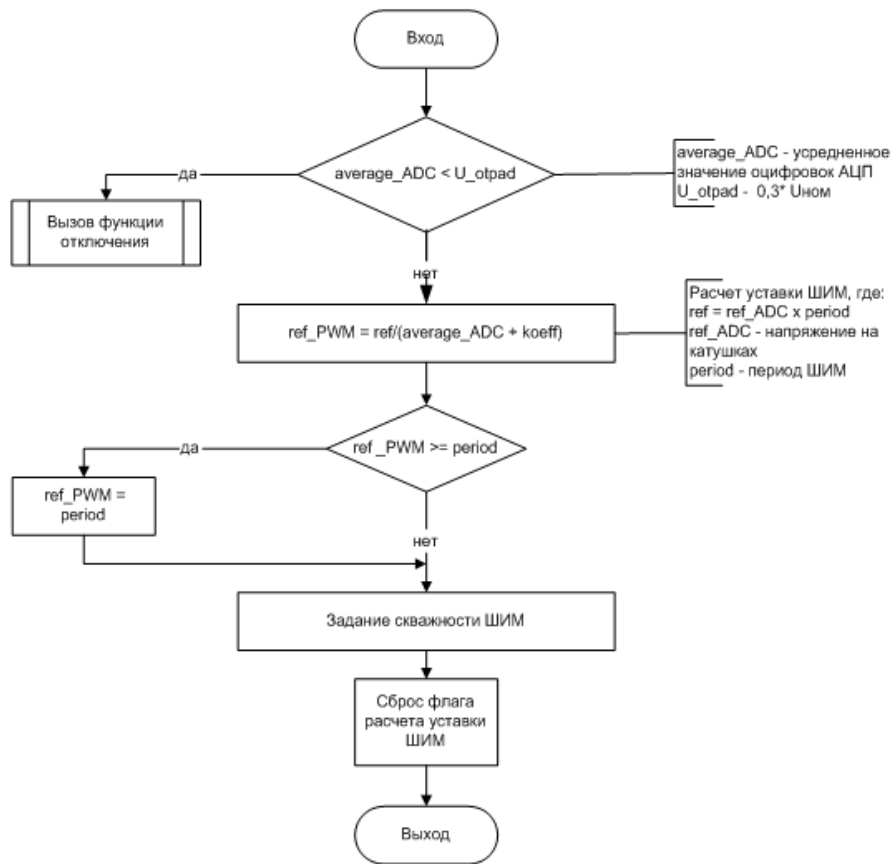 Вход
average_ADC < U_otpad
average_ADC - усредненное
значение оцифровок АЦП
U_otpad - 0,3* Uном
да
Вызов функции
отключения
нет
ref_PWM = ref/(average_ADC + koeff)
Расчет уставки ШИМ, где:
ref = ref_ADC x period
ref_ADC - напряжение на
катушках
period - период ШИМ
ref _PWM >= period
да
ref_PWM =
period
нет
Задание скважности ШИМ
Сброс флага
расчета уставки
ШИМ
Выход